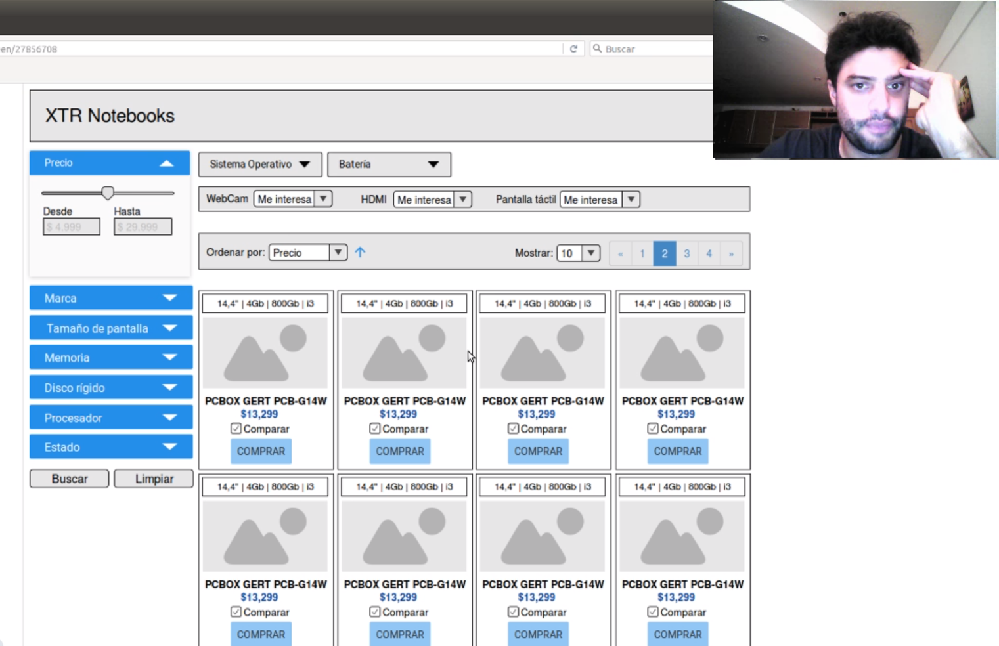 en/27856708
Buscar
XTR Notebooks
Precio
Desde Hasta
$ 4.999 $ 29.999
Sistema Operativo Batería
WebCam Me interesa HDMI Me interesa Pantalla táctil Me interesa
Ordenar por: Precio Mostrar: 10 « 1 2 3 4 »
Marca
Tamaño de pantalla
Memoria
Disco rígido
Procesador
Estado
Buscar Limpiar
14,4" | 4Gb | 800Gb | i3 14,4" | 4Gb | 800Gb | i3 14,4" | 4Gb | 800Gb | i3 14,4" | 4Gb | 800Gb | i3
PCBOX GERT PCB-G14W PCBOX GERT PCB-G14W PCBOX GERT PCB-G14W PCBOX GERT PCB-G14W
$13,299 $13,299 $13,299 $13,299
Comparar Comparar Comparar Comparar
COMPRAR COMPRAR COMPRAR COMPRAR
14,4" | 4Gb | 800Gb | i3 14,4" | 4Gb | 800Gb | i3 14,4" | 4Gb | 800Gb | i3 14,4" | 4Gb | 800Gb | i3
PCBOX GERT PCB-G14W PCBOX GERT PCB-G14W PCBOX GERT PCB-G14W PCBOX GERT PCB-G14W
$13,299 $13,299 $13,299 $13,299
Comparar Comparar Comparar Comparar
COMPRAR COMPRAR COMPRAR COMPRAR